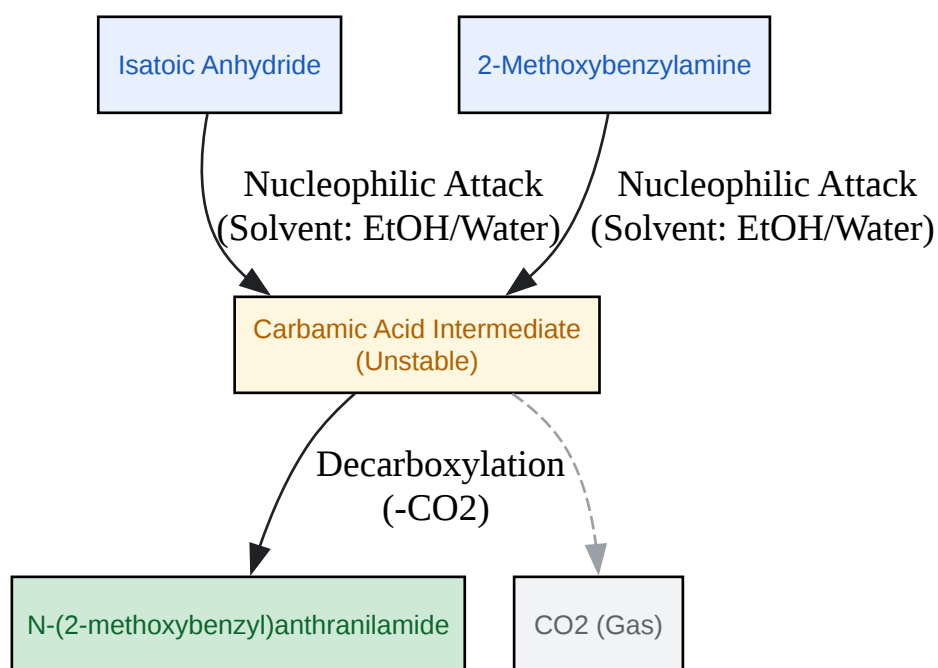 Isatoic Anhydride
2-Methoxybenzylamine
Nucleophilic Attack
(Solvent: EtOH/Water)
Nucleophilic Attack
(Solvent: EtOH/Water)
Carbamic Acid Intermediate
(Unstable)
Decarboxylation
(-CO2)
N-(2-methoxybenzyl)anthranilamide
CO2 (Gas)